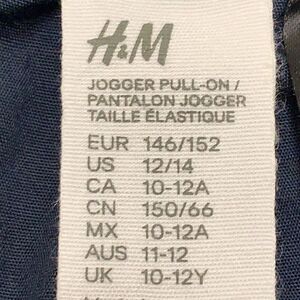 H&M
JOGGER PULL-ON /
PANTALON JOGGER
TAILLE ÉLASTIQUE
EUR 146/152
US 12/14
CA 10-12A
CN 150/66
MX 10-12A
AUS 11-12
UK 10-12Y